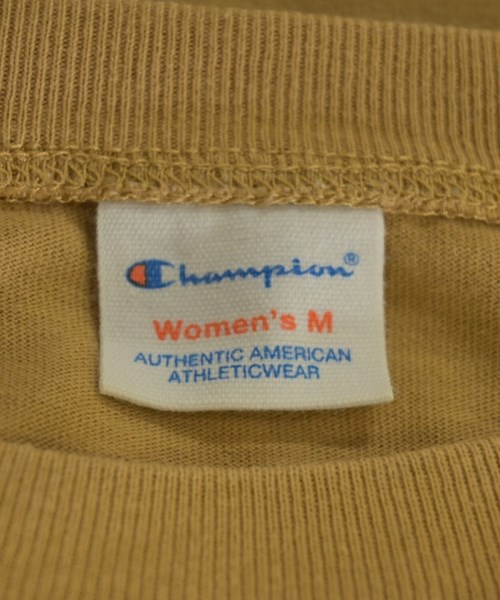 Champion®
Women's M
AUTHENTIC AMERICAN
ATHLETICWEAR